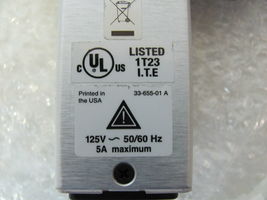 C UL US
LISTED
1T23
I.T.E
Printed in
the USA
33-655-01 A
125V ~ 50/60 Hz
5A maximum